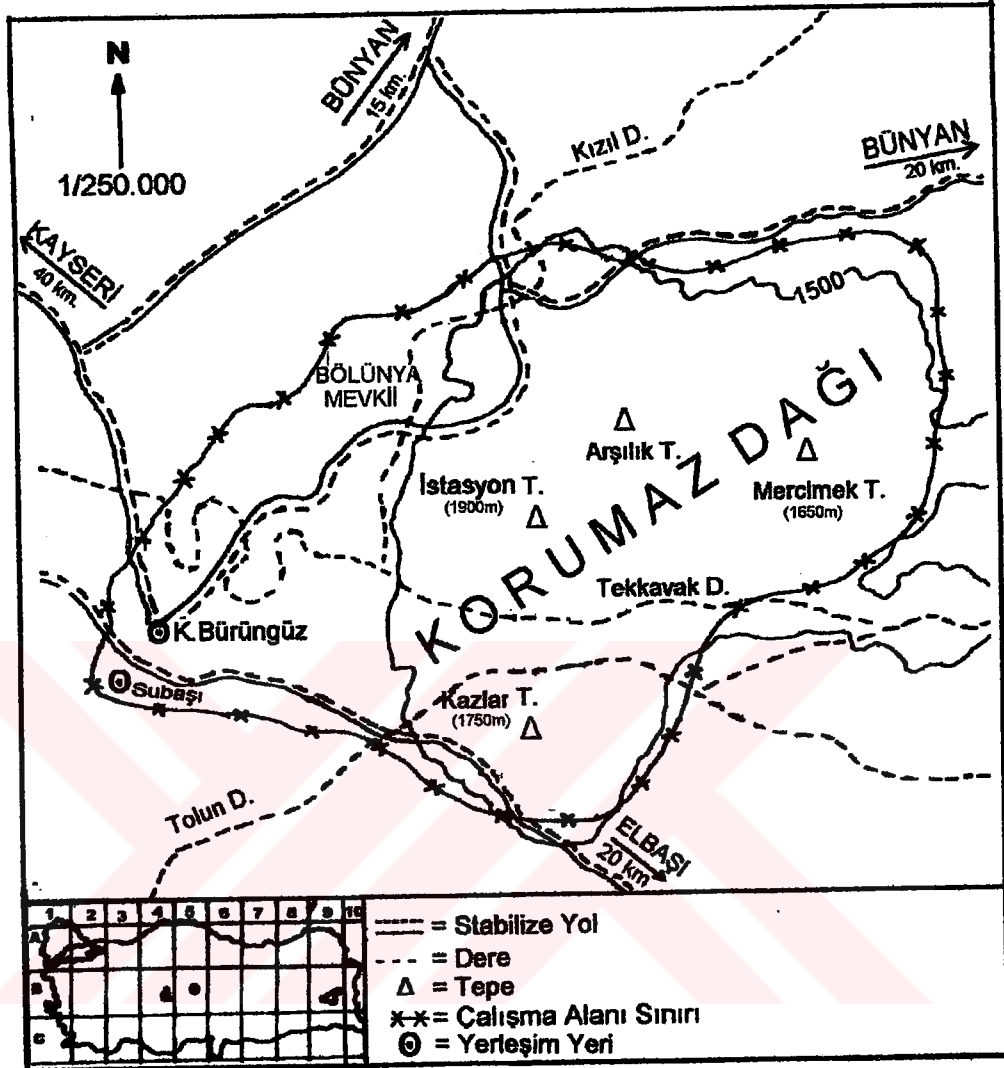 N
1/250.000
BÜNYAN
15 km.
Kızıl D.
BÜNYAN
20 km.
KAYSERİ
40 km.
1500
BÖLÜNYA
MEVKİİ
Arşılık T.
İstasyon T.
(1900m)
Mercimek T.
(1650m)
KORUMAZ DAĞI
Tekkavak D.
K.Bürüngüz
Subaşı
Kazlar T.
(1750m)
Tolun D.
ELBAŞI
20 km
1 2 3 4 5 6 7 8 9 10
A
B
C
= Stabilize Yol
= Dere
= Tepe
= Çalışma Alanı Sınırı
= Yerleşim Yeri